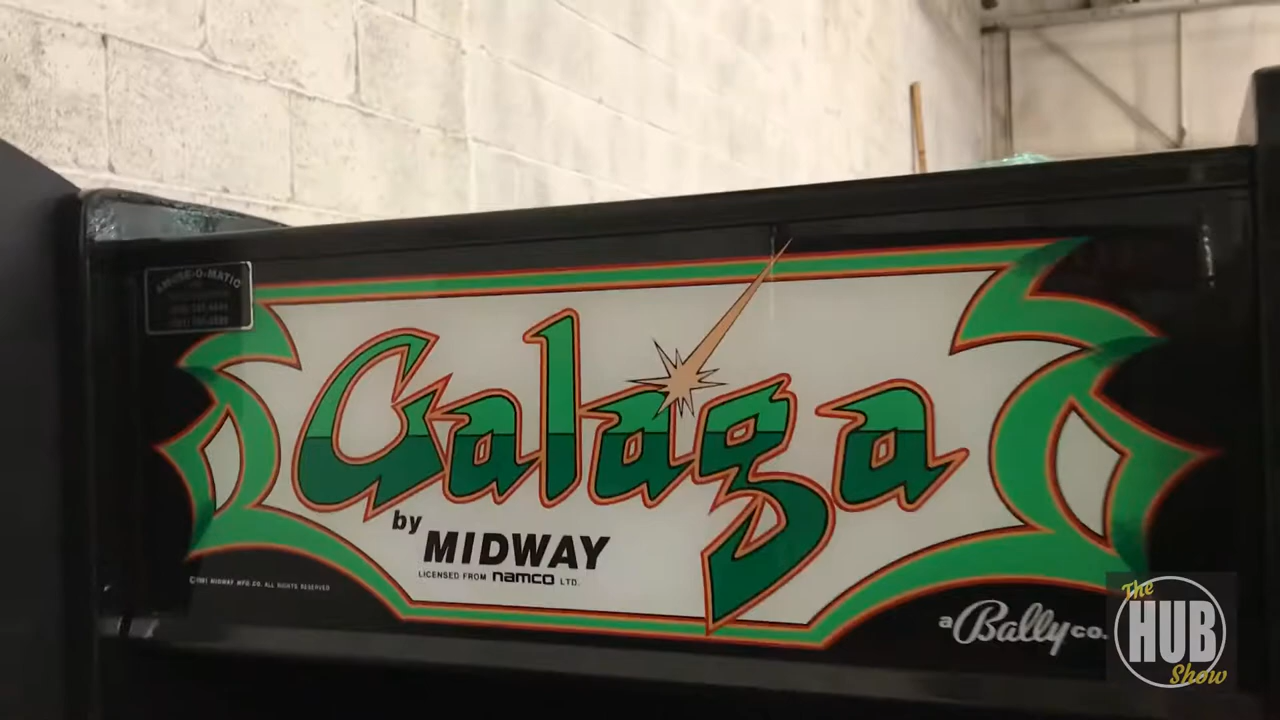 AMUSE-O-MATIC
Galaga
by
MIDWAY
LICENSED FROM namco LTD.
©1981 MIDWAY MFG. CO. ALL RIGHTS RESERVED
a Bally co.
The
HUB
Show